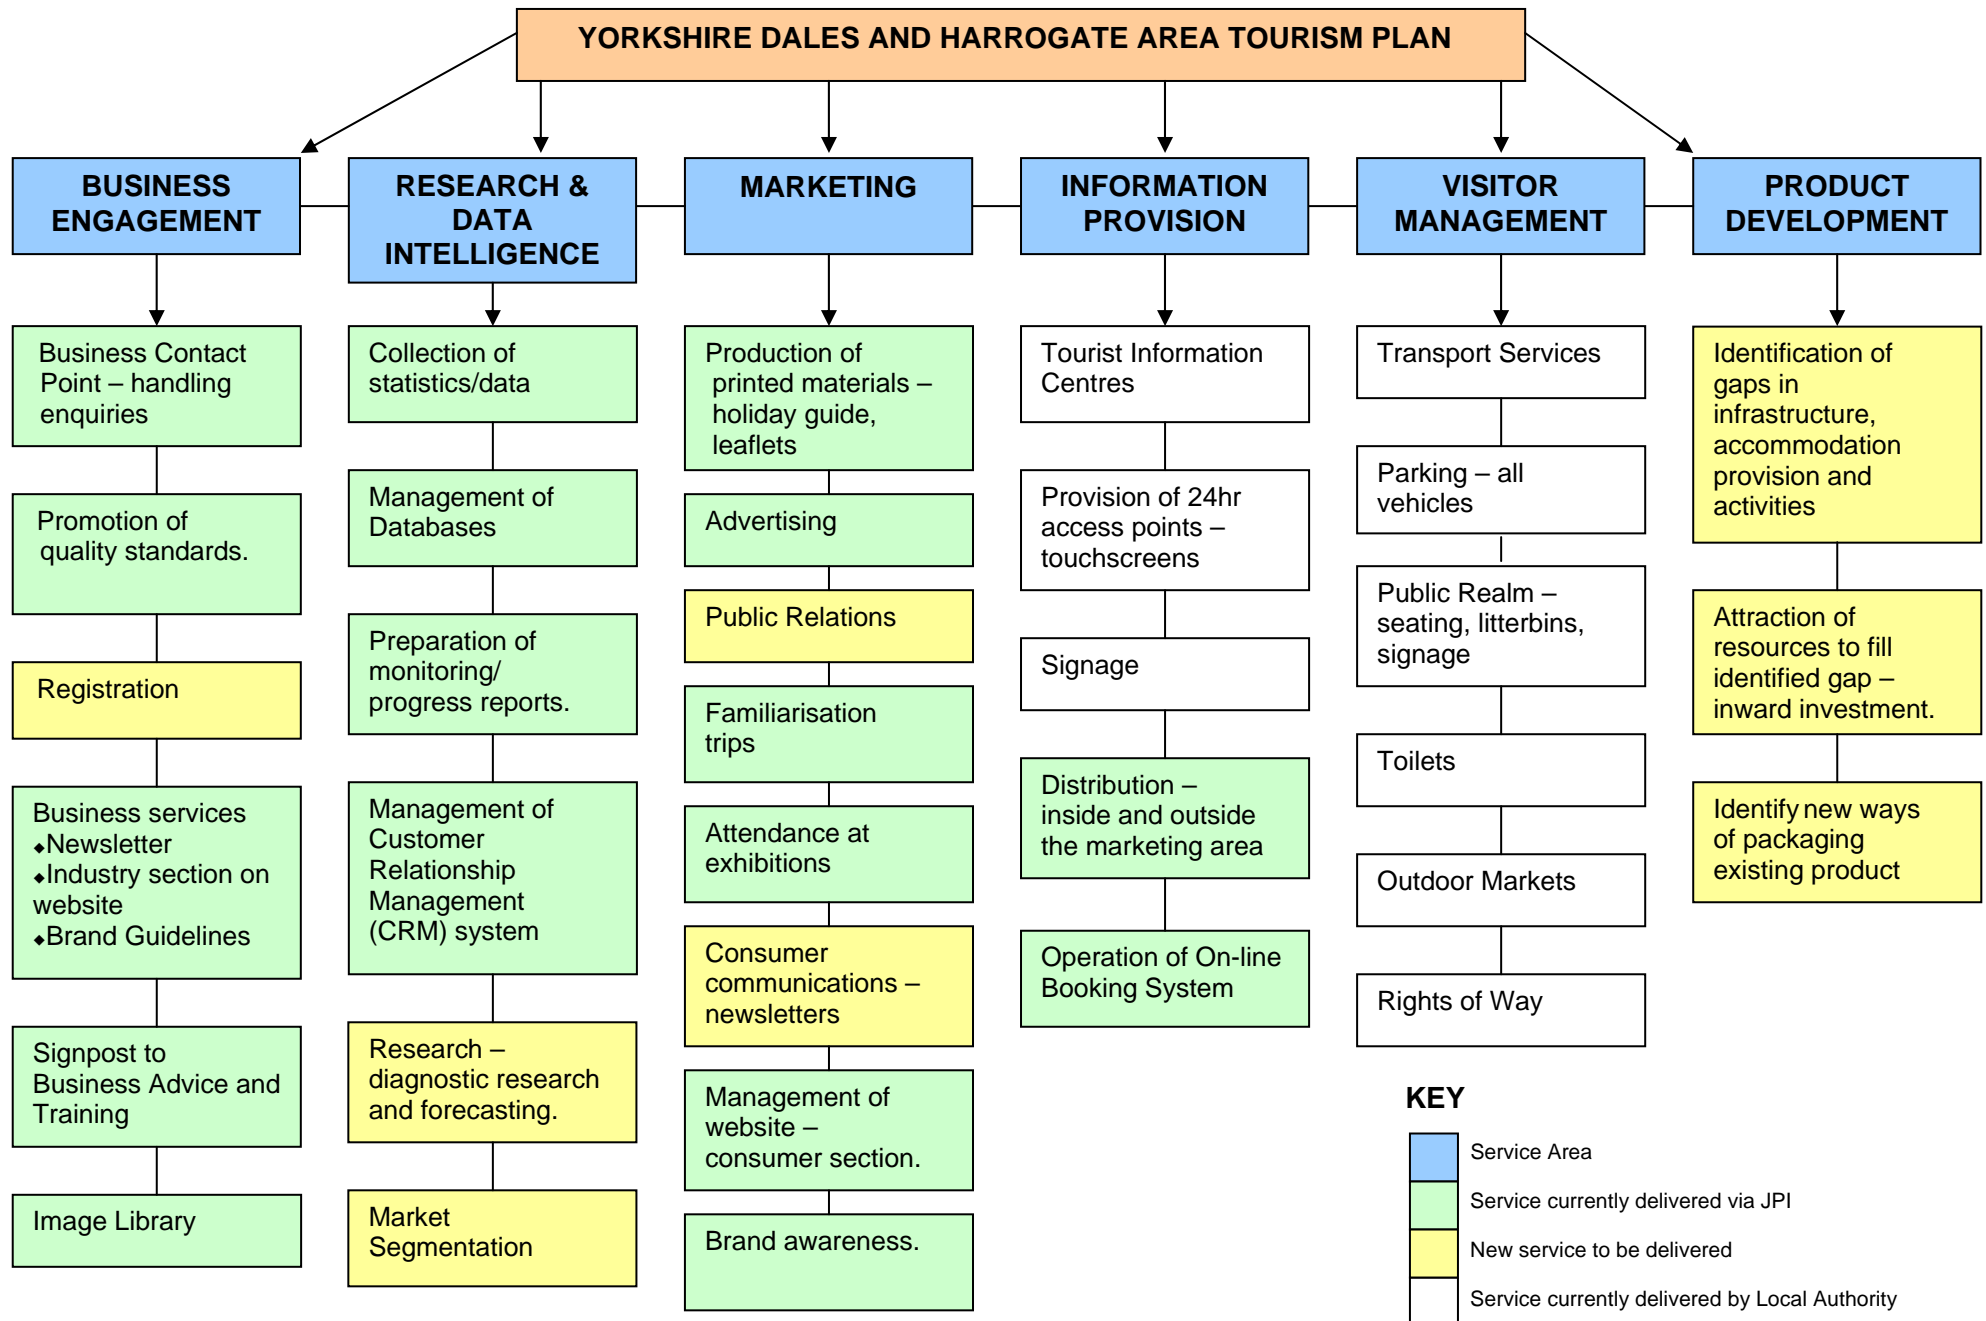 YORKSHIRE DALES AND HARROGATE AREA TOURISM PLAN
BUSINESS
ENGAGEMENT
Business Contact
Point – handling
enquiries
Promotion of
quality standards.
Registration
Business services
◆Newsletter
◆Industry section on
website
◆Brand Guidelines
Signpost to
Business Advice and
Training
Image Library
RESEARCH &
DATA
INTELLIGENCE
Collection of
statistics/data
Management of
Databases
Preparation of
monitoring/
progress reports.
Management of
Customer
Relationship
Management
(CRM) system
Research –
diagnostic research
and forecasting.
Market
Segmentation
MARKETING
Production of
printed materials –
holiday guide,
leaflets
Advertising
Public Relations
Familiarisation
trips
Attendance at
exhibitions
Consumer
communications –
newsletters
Management of
website –
consumer section.
Brand awareness.
INFORMATION
PROVISION
Tourist Information
Centres
Provision of 24hr
access points –
touchscreens
Signage
Distribution –
inside and outside
the marketing area
Operation of On-line
Booking System
VISITOR
MANAGEMENT
Transport Services
Parking – all
vehicles
Public Realm –
seating, litterbins,
signage
Toilets
Outdoor Markets
Rights of Way
PRODUCT
DEVELOPMENT
Identification of
gaps in
infrastructure,
accommodation
provision and
activities
Attraction of
resources to fill
identified gap –
inward investment.
Identify new ways
of packaging
existing product
KEY
Service Area
Service currently delivered via JPI
New service to be delivered
Service currently delivered by Local Authority